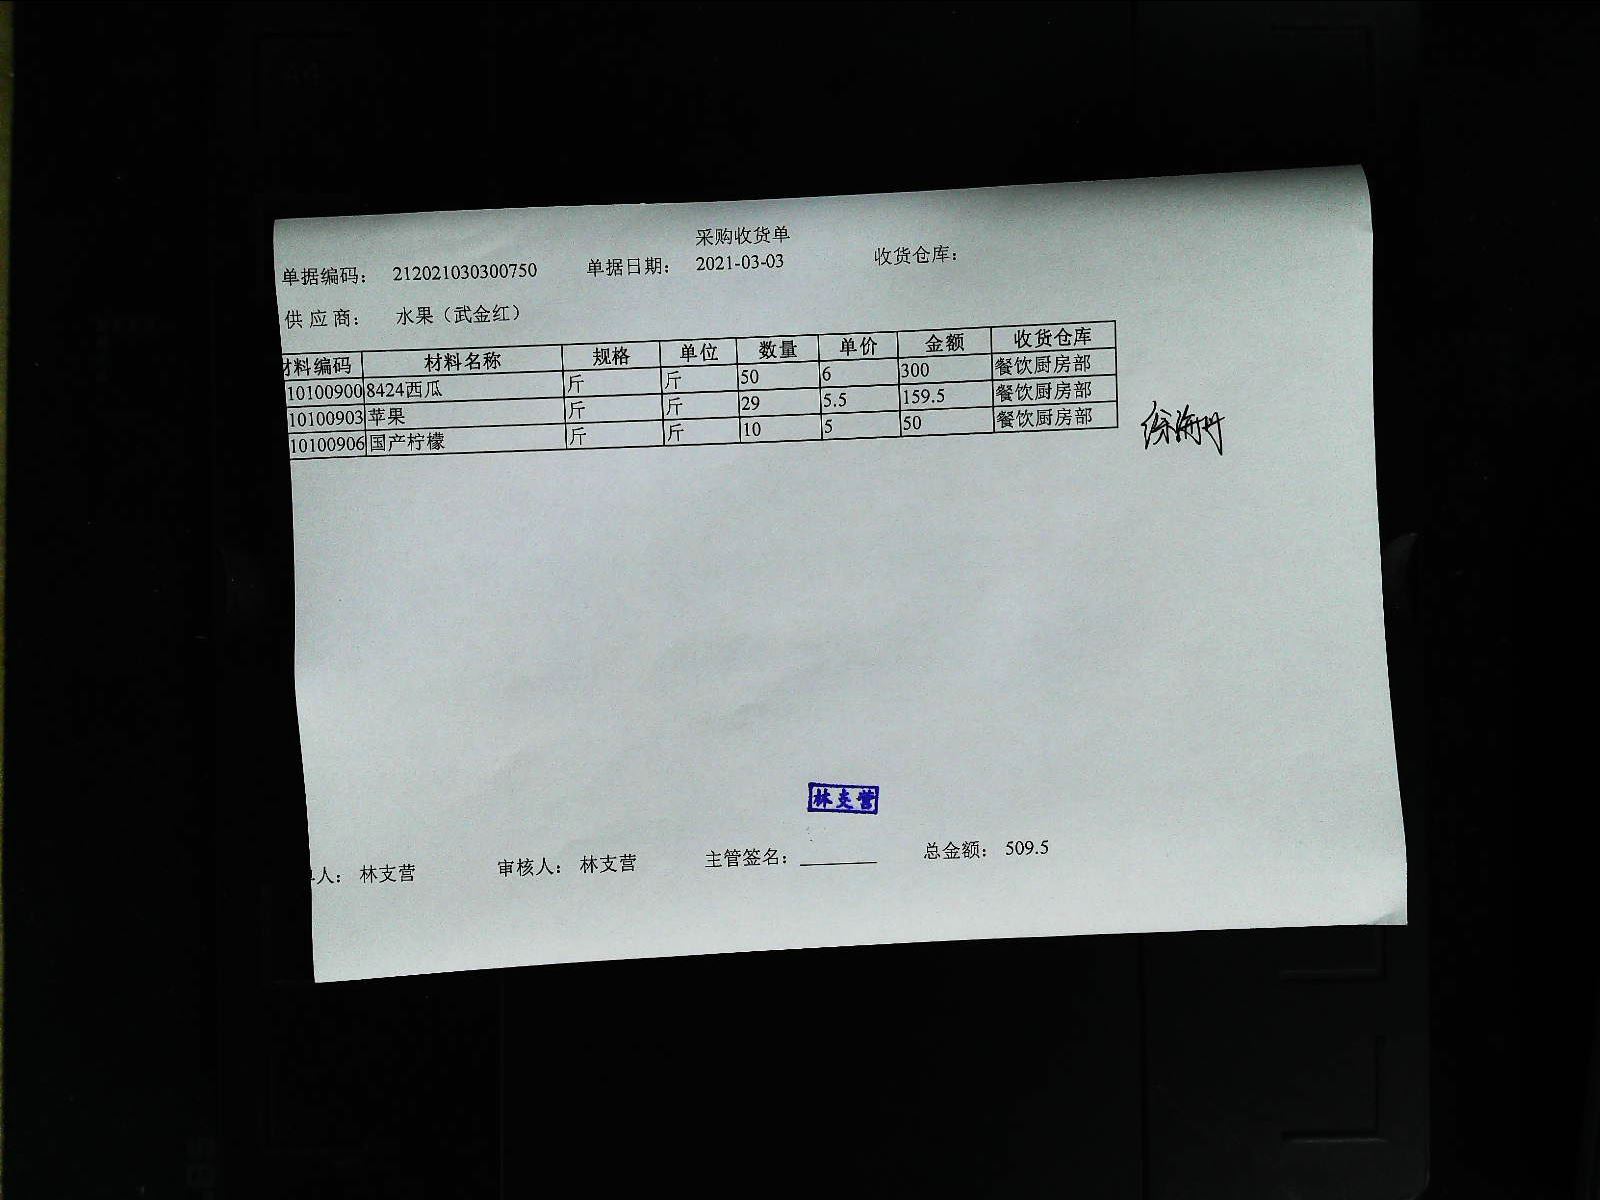 采购收货单
单据编码： 212021030300750 单据日期： 2021-03-03 收货仓库：
供 应 商： 水果（武金红）
材料编码 材料名称 规格 单位 数量 单价 金额 收货仓库
10100900 8424西瓜 斤 斤 50 6 300 餐饮厨房部
10100903 苹果 斤 斤 29 5.5 159.5 餐饮厨房部
10100906 国产柠檬 斤 斤 10 5 50 餐饮厨房部
林支营
人： 林支营 审核人： 林支营 主管签名： 总金额： 509.5